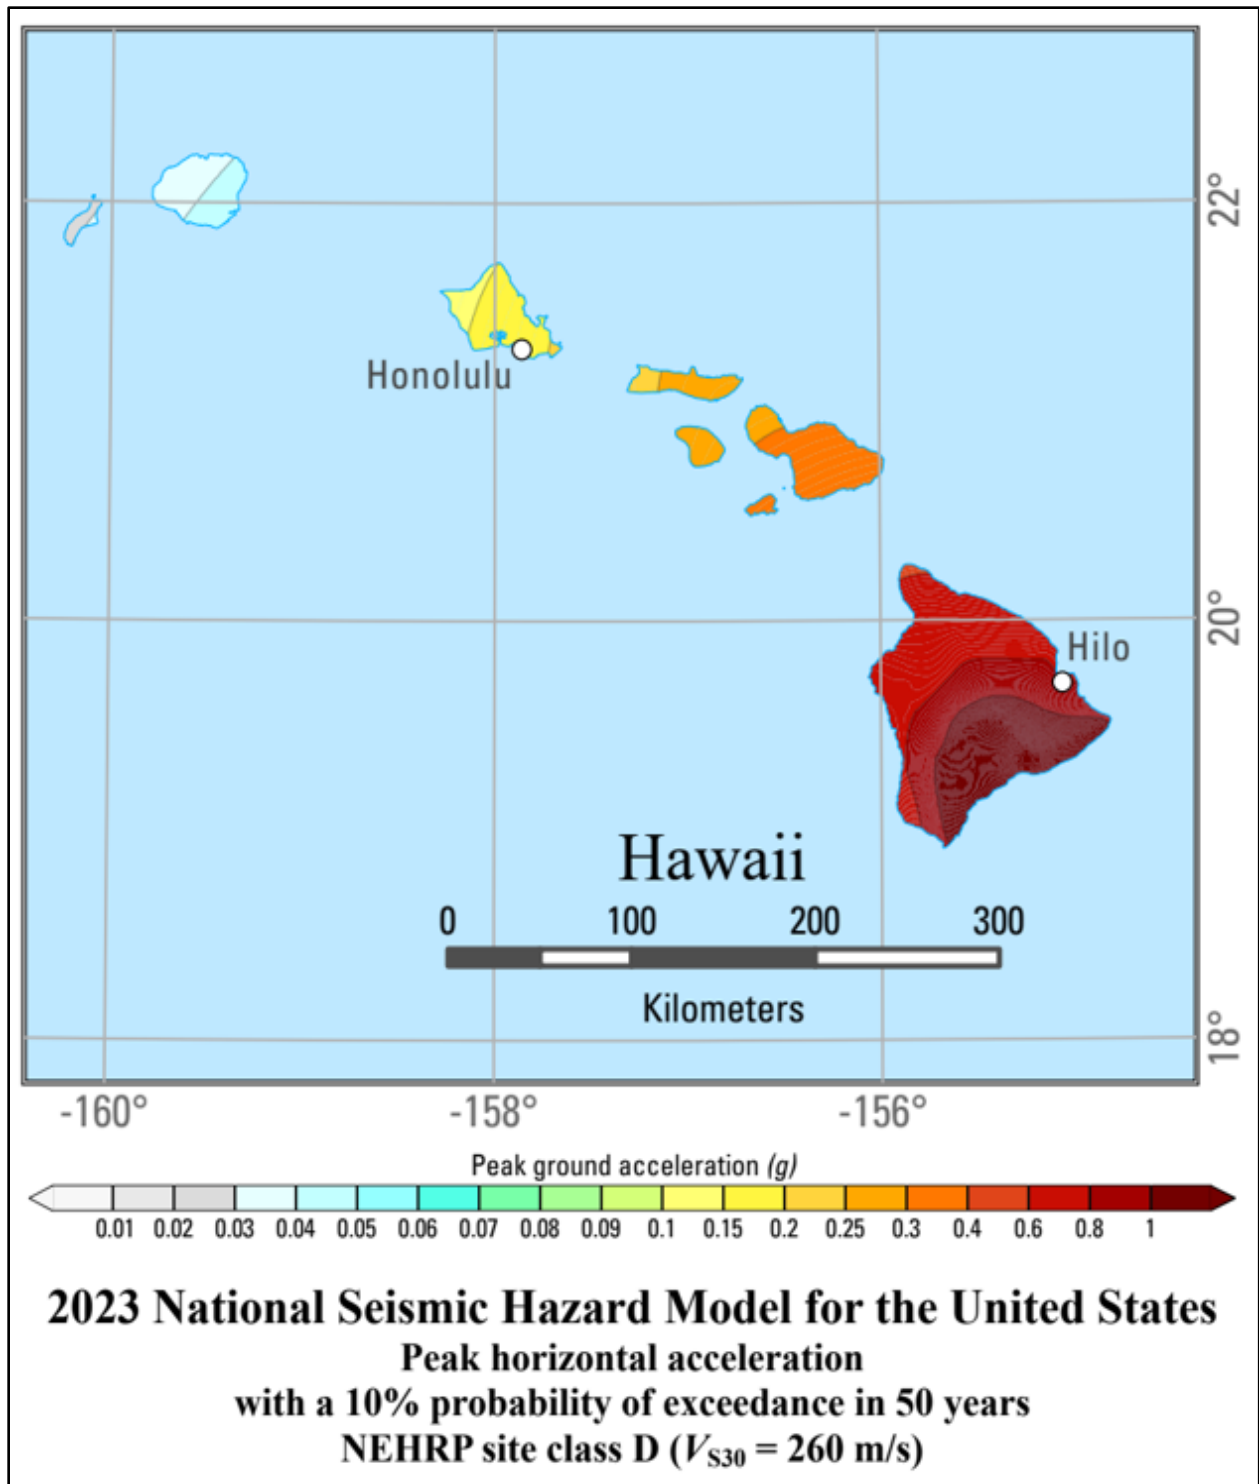 22°
Honolulu
20°
Hilo
Hawaii
0 100 200 300
Kilometers
18°
-160° -158° -156°
Peak ground acceleration (g)
0.01 0.02 0.03 0.04 0.05 0.06 0.07 0.08 0.09 0.1 0.15 0.2 0.25 0.3 0.4 0.6 0.8 1
2023 National Seismic Hazard Model for the United States
Peak horizontal acceleration
with a 10% probability of exceedance in 50 years
NEHRP site class D (VS30 = 260 m/s)